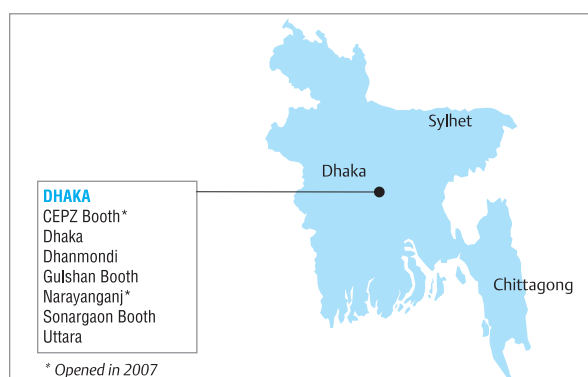 Sylhet
Dhaka
Chittagong
DHAKA
CEPZ Booth*
Dhaka
Dhanmondi
Gulshan Booth
Narayanganj*
Sonargaon Booth
Uttara
* Opened in 2007